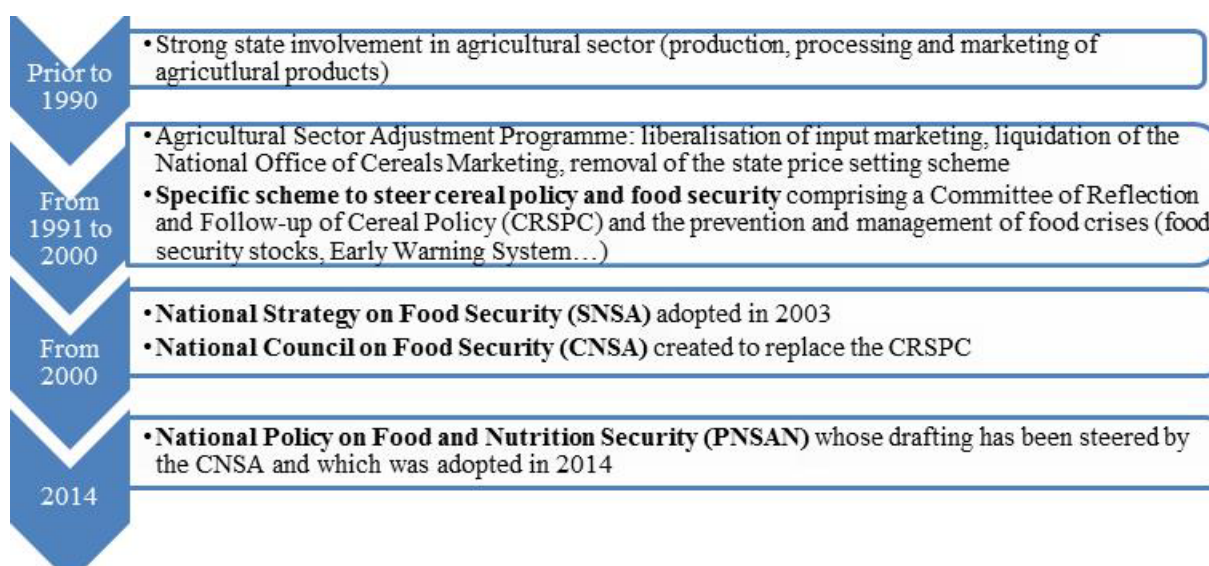 Prior to
1990
• Strong state involvement in agricultural sector (production, processing and marketing of
agricutlural products)
From
1991 to
2000
• Agricultural Sector Adjustment Programme: liberalisation of input marketing, liquidation of the
National Office of Cereals Marketing, removal of the state price setting scheme
• Specific scheme to steer cereal policy and food security comprising a Committee of Reflection
and Follow-up of Cereal Policy (CRSPC) and the prevention and management of food crises (food
security stocks, Early Warning System…)
From
2000
• National Strategy on Food Security (SNSA) adopted in 2003
• National Council on Food Security (CNSA) created to replace the CRSPC
2014
• National Policy on Food and Nutrition Security (PNSAN) whose drafting has been steered by
the CNSA and which was adopted in 2014